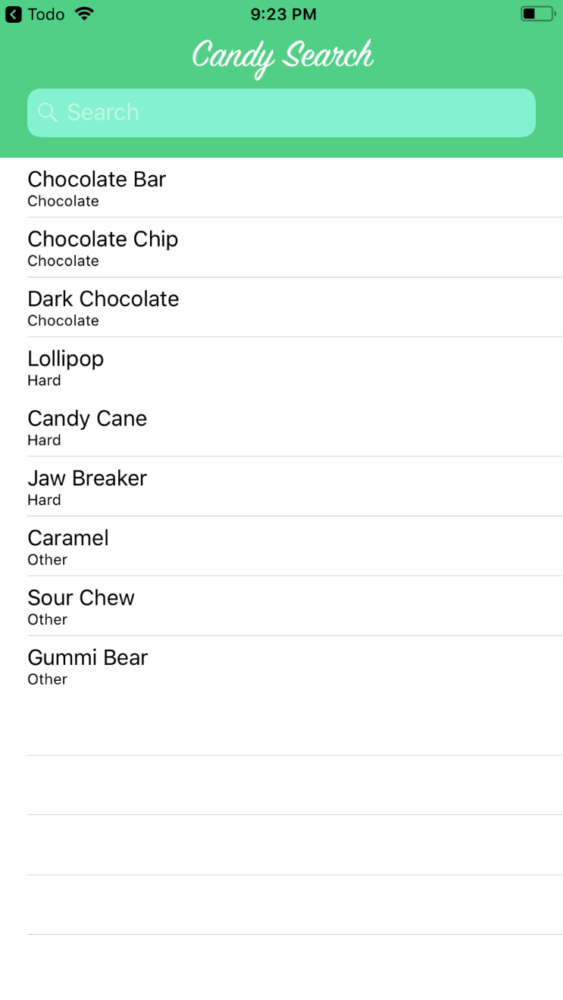 Todo 9:23 PM
Candy Search
Search
Chocolate Bar
Chocolate
Chocolate Chip
Chocolate
Dark Chocolate
Chocolate
Lollipop
Hard
Candy Cane
Hard
Jaw Breaker
Hard
Caramel
Other
Sour Chew
Other
Gummi Bear
Other